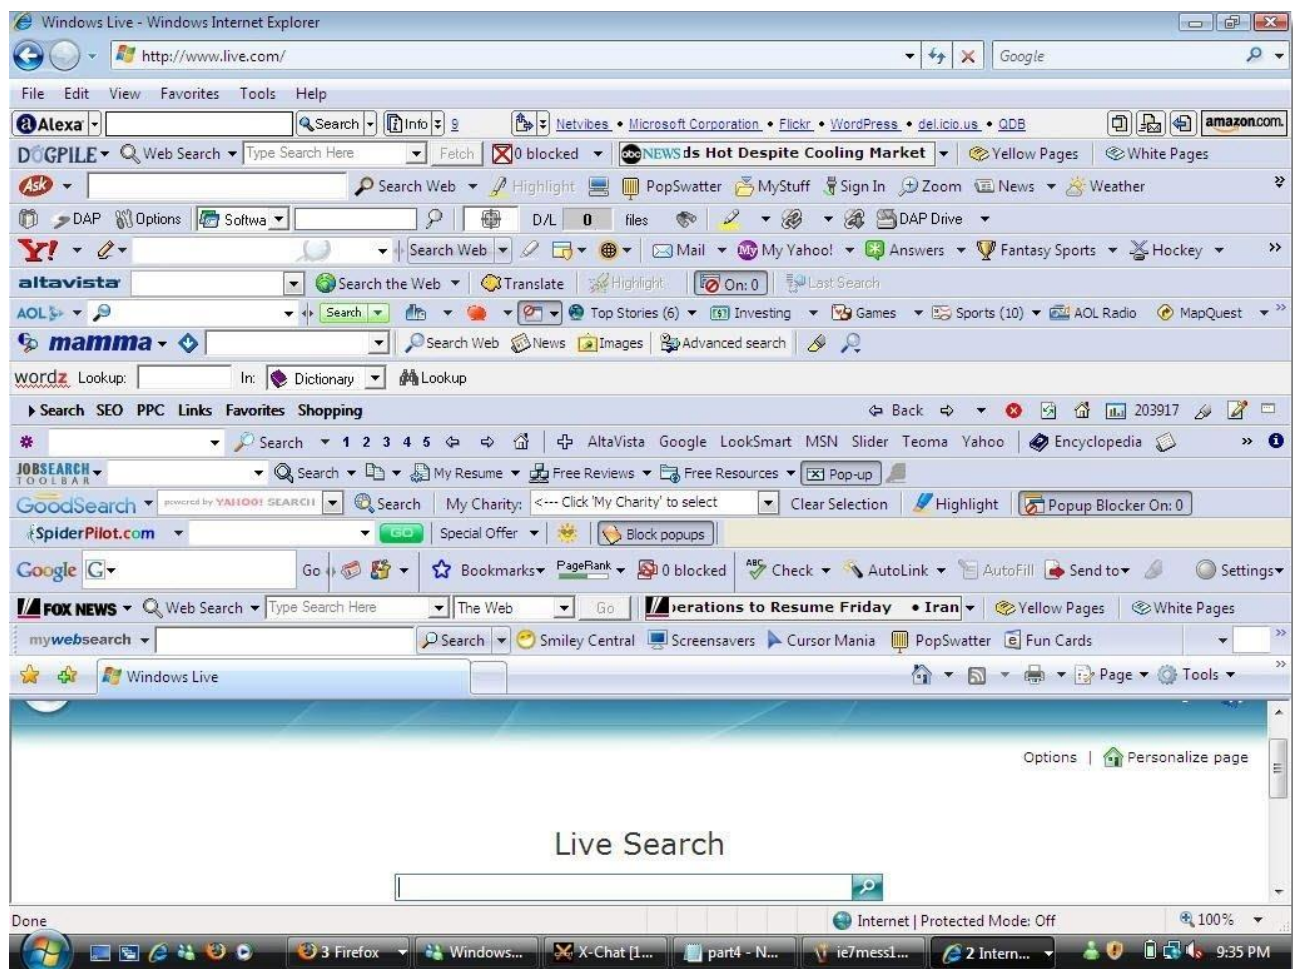 Windows Live - Windows Internet Explorer
http://www.live.com/ Google
File Edit View Favorites Tools Help
Alexa Search Info 9 Netvibes • Microsoft Corporation • Flickr • WordPress • del.icio.us • QDB amazon.com.
DOGPILE Web Search Type Search Here Fetch 0 blocked abc NEWS ds Hot Despite Cooling Market Yellow Pages White Pages
Ask Search Web Highlight PopSwatter MyStuff Sign In Zoom News Weather
DAP Options Softwa D/L 0 files DAP Drive
Y! Search Web Mail My Yahoo! Answers Fantasy Sports Hockey
altavista Search the Web Translate Highlight On: 0 Last Search
AOL Search Top Stories (6) Investing Games Sports (10) AOL Radio MapQuest
mamma Search Web News Images Advanced search
wordz Lookup: In: Dictionary Lookup
Search SEO PPC Links Favorites Shopping Back 203917
Search 1 2 3 4 5 AltaVista Google LookSmart MSN Slider Teoma Yahoo Encyclopedia
JOBSEARCH TOOLBAR Search My Resume Free Reviews Free Resources Pop-up
GoodSearch powered by YAHOO! SEARCH Search My Charity: <--- Click 'My Charity' to select Clear Selection Highlight Popup Blocker On: 0
SpiderPilot.com GO Special Offer Block popups
Google G Go Bookmarks PageRank 0 blocked ABC Check AutoLink AutoFill Send to Settings
FOX NEWS Web Search Type Search Here The Web Go erations to Resume Friday • Iran Yellow Pages White Pages
mywebsearch Search Smiley Central Screensavers Cursor Mania PopSwatter Fun Cards
Windows Live Page Tools
Options | Personalize page
Live Search
Done Internet | Protected Mode: Off 100%
3 Firefox Windows... X-Chat [1... part4 - N... ie7mess1... 2 Intern... 9:35 PM